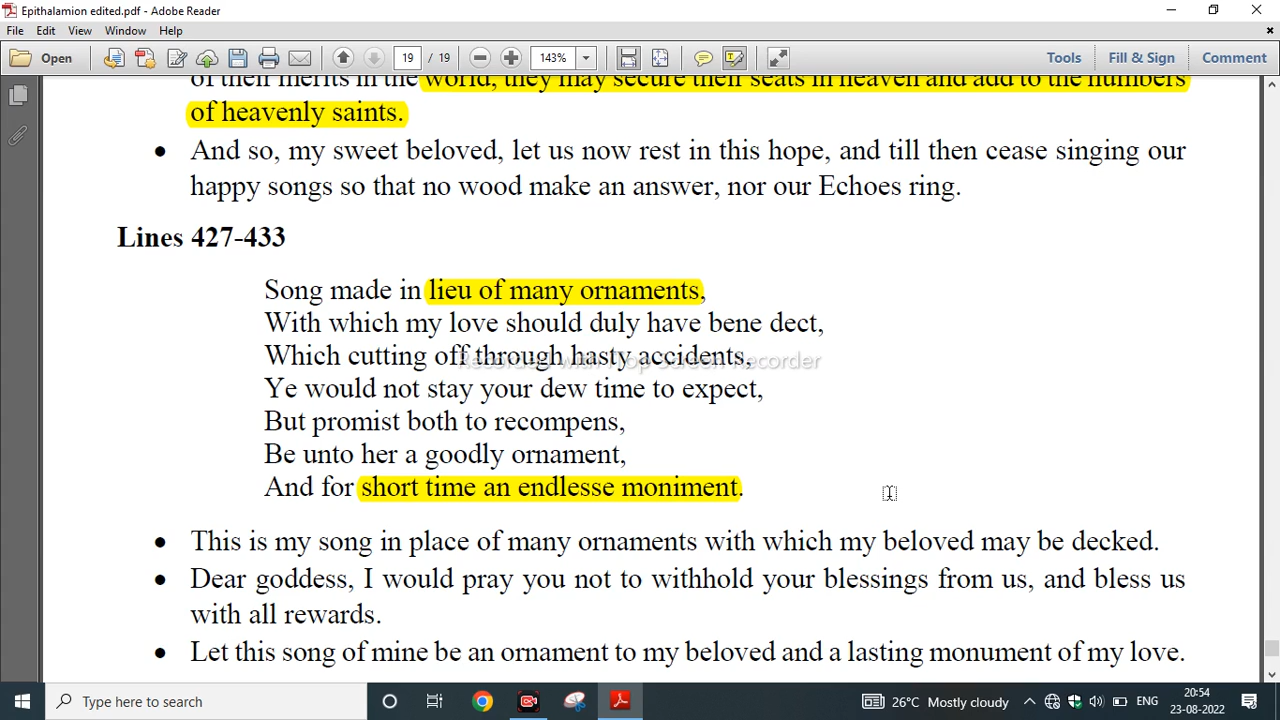 Epithalamion edited.pdf - Adobe Reader
File Edit View Window Help
Open 19 / 19 143% Tools Fill & Sign Comment
of their merits in the world, they may secure their seats in heaven and add to the numbers
of heavenly saints.
• And so, my sweet beloved, let us now rest in this hope, and till then cease singing our
happy songs so that no wood make an answer, nor our Echoes ring.
Lines 427-433
Song made in lieu of many ornaments,
With which my love should duly have bene dect,
Which cutting off through hasty accidents,
Recorded with iTop Screen Recorder
Ye would not stay your dew time to expect,
But promist both to recompens,
Be unto her a goodly ornament,
And for short time an endlesse moniment.
• This is my song in place of many ornaments with which my beloved may be decked.
• Dear goddess, I would pray you not to withhold your blessings from us, and bless us
with all rewards.
• Let this song of mine be an ornament to my beloved and a lasting monument of my love.
Type here to search
26°C Mostly cloudy ENG
20:54
23-08-2022